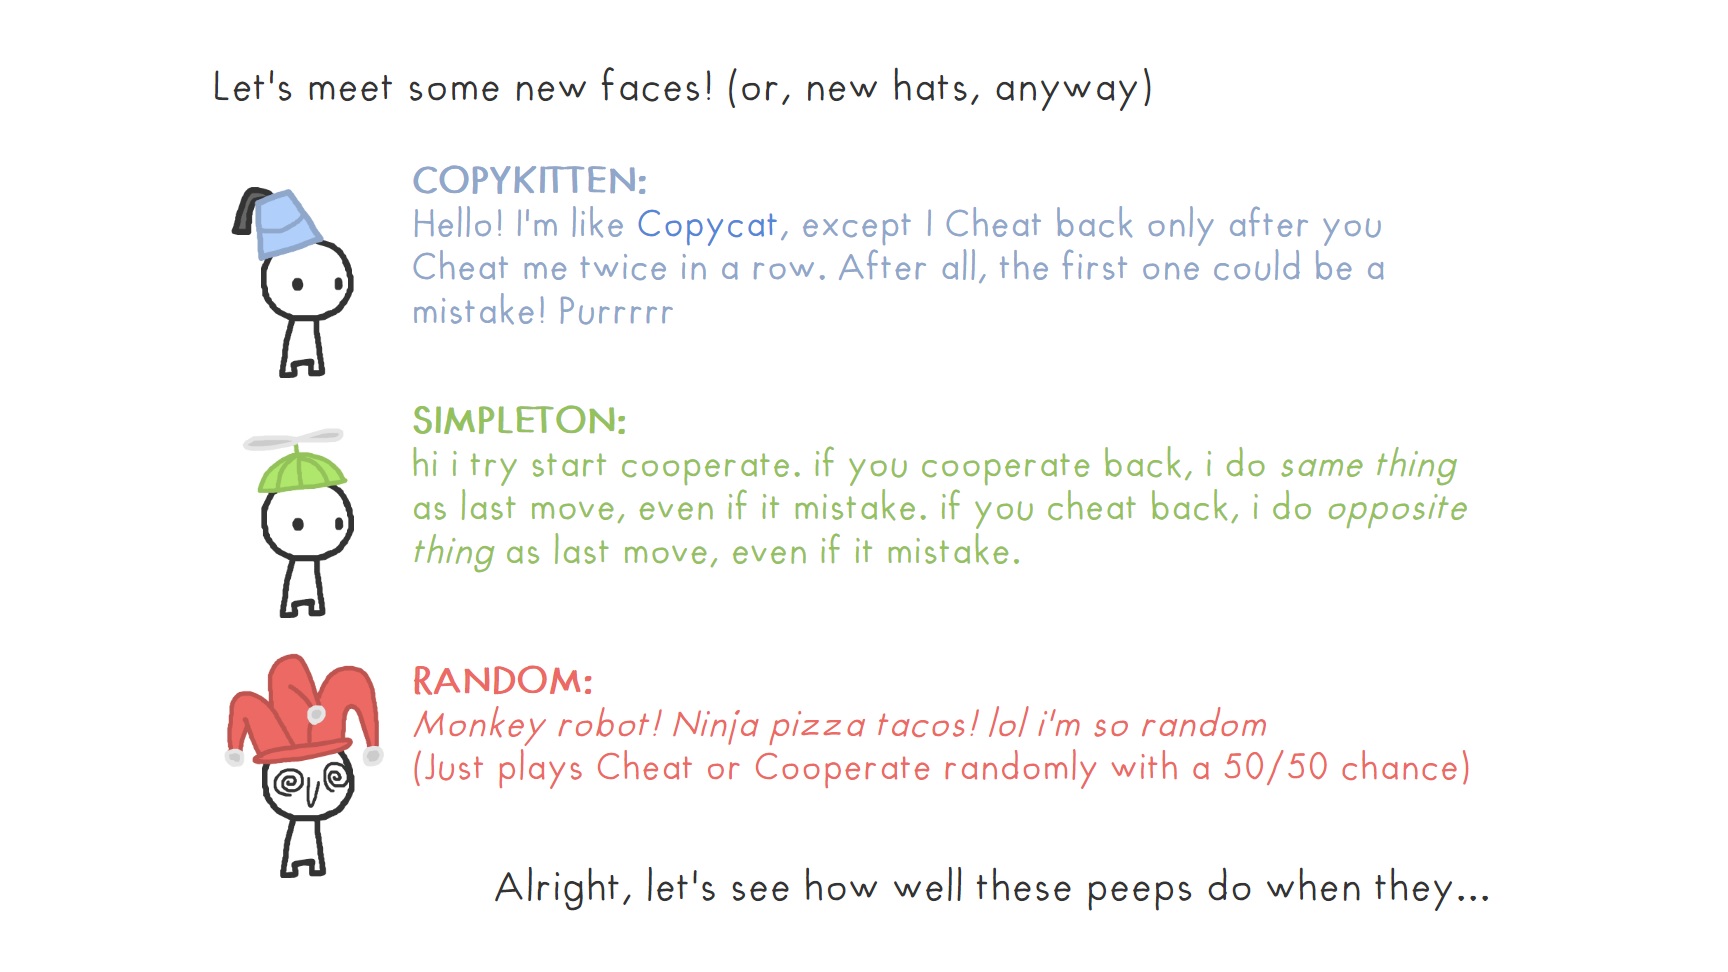 Let's meet some new faces! (or, new hats, anyway)
COPYKITTEN:
Hello! I'm like Copycat, except I Cheat back only after you
Cheat me twice in a row. After all, the first one could be a
mistake! Purrrrr
SIMPLETON:
hi i try start cooperate. if you cooperate back, i do same thing
as last move, even if it mistake. if you cheat back, i do opposite
thing as last move, even if it mistake.
RANDOM:
Monkey robot! Ninja pizza tacos! lol i'm so random
(Just plays Cheat or Cooperate randomly with a 50/50 chance)
Alright, let's see how well these peeps do when they...